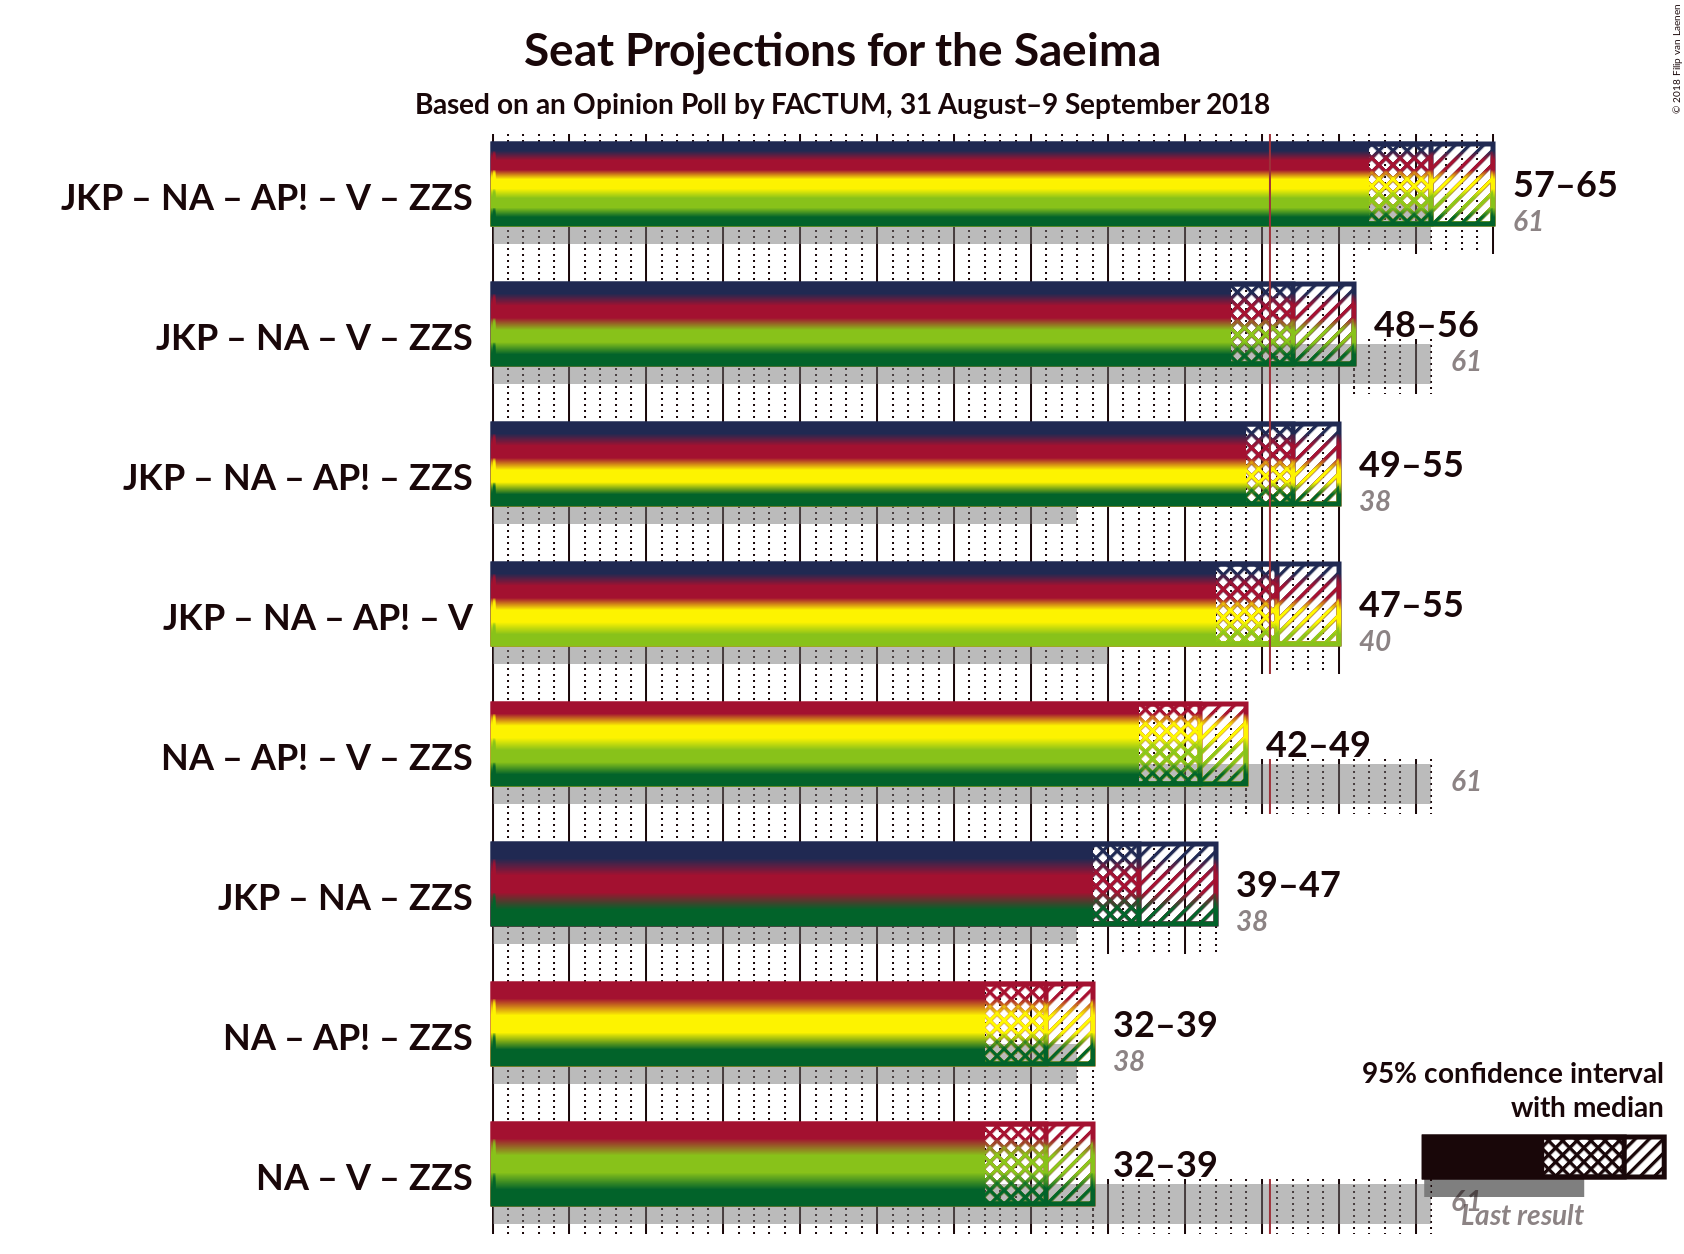 Seat Projections for the Saeima
Based on an Opinion Poll by FACTUM, 31 August–9 September 2018
© 2018 Filip van Laenen
JKP – NA – AP! – V – ZZS
57–65
61
JKP – NA – V – ZZS
48–56
61
JKP – NA – AP! – ZZS
49–55
38
JKP – NA – AP! – V
47–55
40
NA – AP! – V – ZZS
42–49
61
JKP – NA – ZZS
39–47
38
NA – AP! – ZZS
32–39
38
NA – V – ZZS
32–39
61
95% confidence interval
with median
Last result